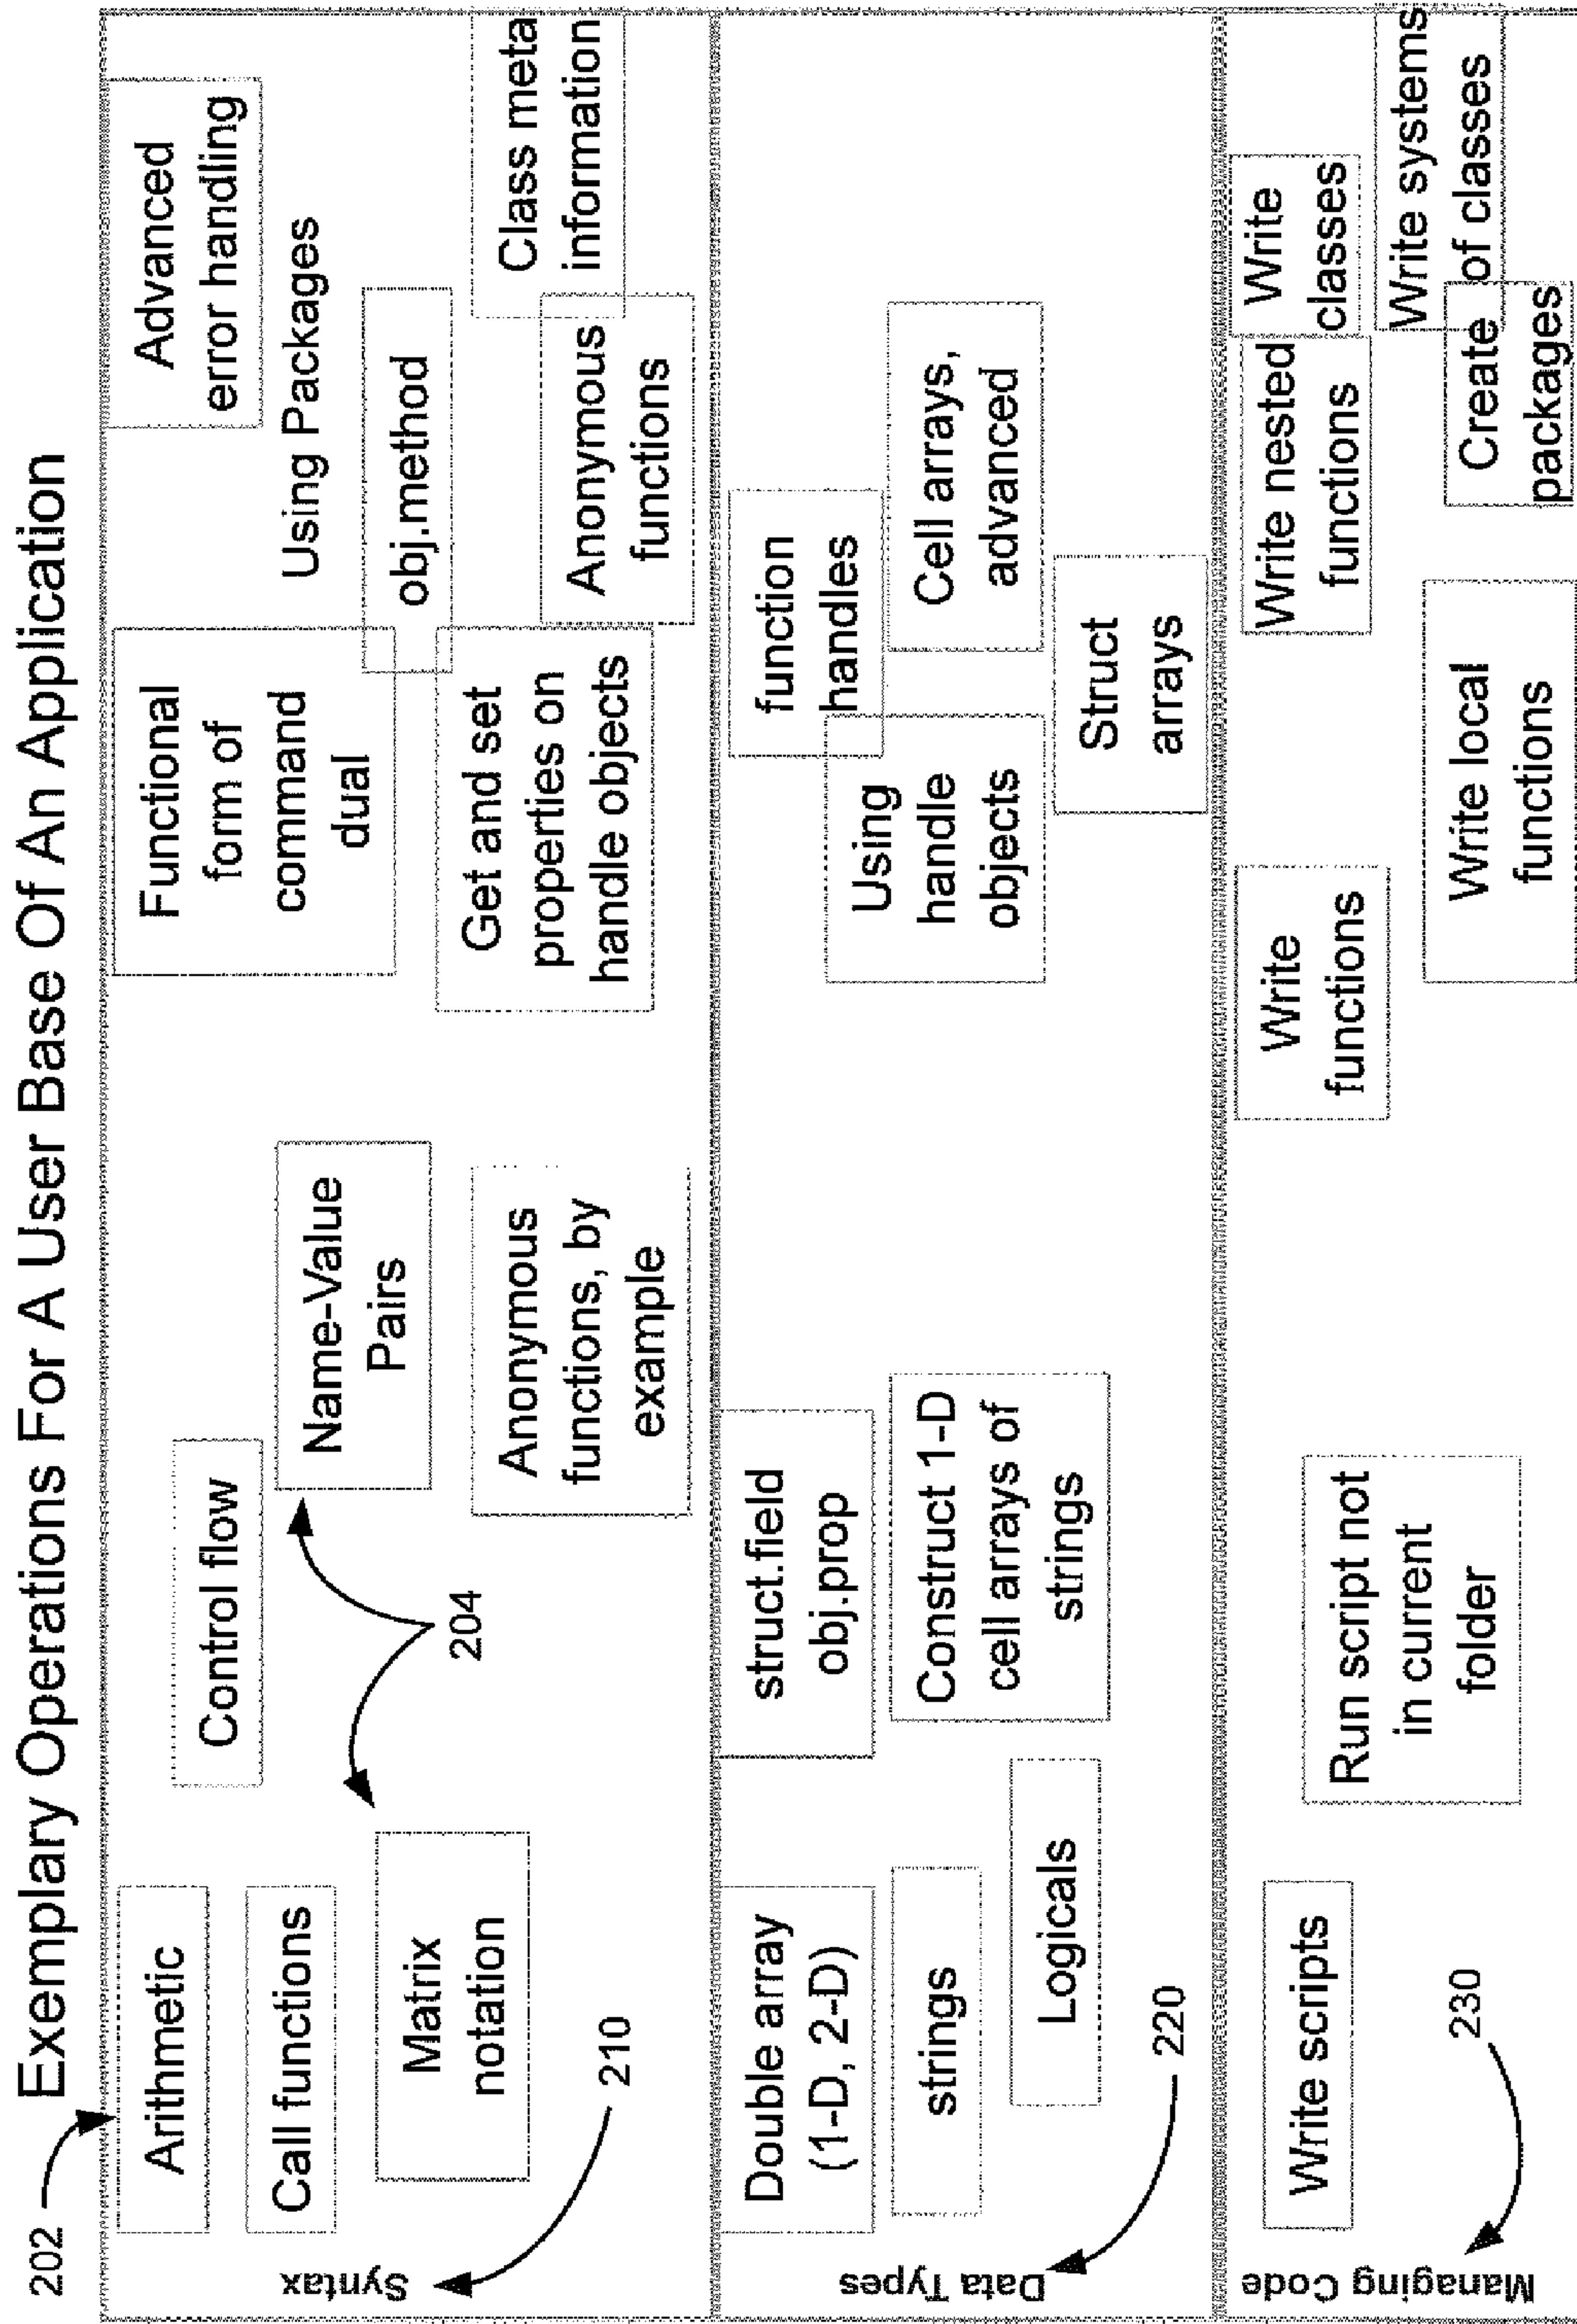 Exemplary Operations For A User Base Of An Application
202
Syntax
210
Arithmetic
Call functions
Matrix
notation
Control flow
204
Name-Value
Pairs
Anonymous
functions, by
example
Functional
form of
command
dual
Get and set
properties on
handle objects
Advanced
error handling
Using Packages
obj.method
Anonymous
functions
Class meta
information
Data Types
220
Double array
(1-D, 2-D)
strings
Logicals
struct.field
obj.prop
Construct 1-D
cell arrays of
strings
Using
handle
objects
function
handles
Cell arrays,
advanced
Struct
arrays
Managing Code
230
Write scripts
Run script not
in current
folder
Write
functions
Write local
functions
Write nested
functions
Write
classes
Create
packages
Write systems
of classes